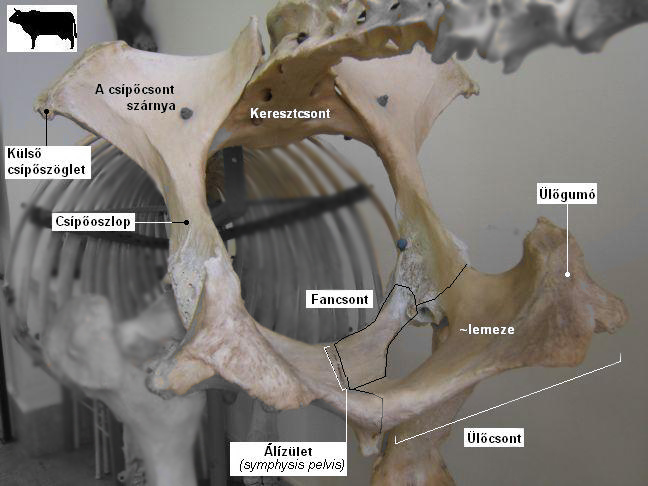 A csípőcsont
szárnya
Keresztcsont
Külső
csípőszöglet
Csípőoszlop
Ülőgumó
Fancsont
~lemeze
Álízület
(symphysis pelvis)
Ülőcsont